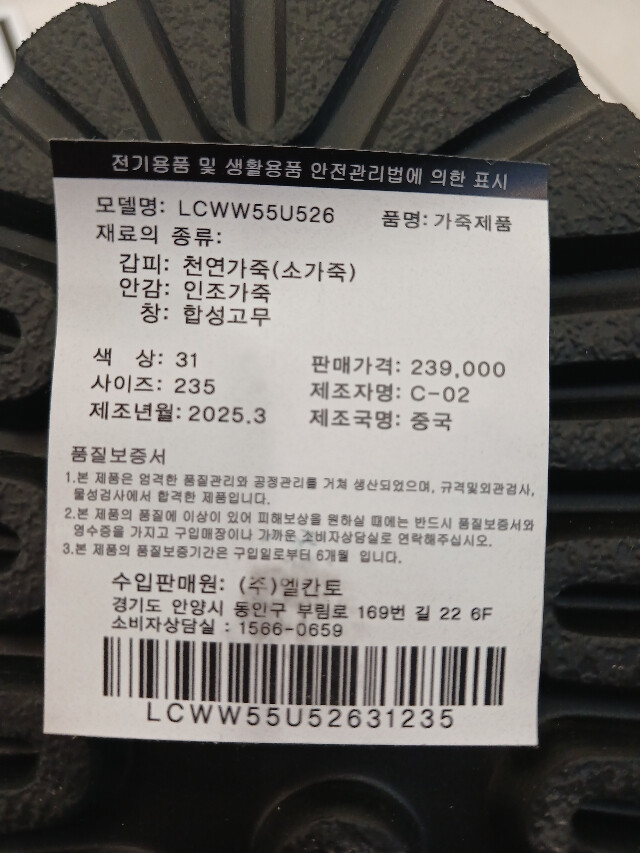 전기용품 및 생활용품 안전관리법에 의한 표시
모델명: LCWW55U526 품명: 가죽제품
재료의 종류:
갑피: 천연가죽(소가죽)
안감: 인조가죽
창: 합성고무
색 상: 31 판매가격: 239,000
사이즈: 235 제조자명: C-02
제조년월: 2025.3 제조국명: 중국
품질보증서
1.본 제품은 엄격한 품질관리와 공정관리를 거쳐 생산되었으며, 규격및외관검사,
물성검사에서 합격한 제품입니다.
2.본 제품의 품질에 이상이 있어 피해보상을 원하실 때에는 반드시 품질보증서와
영수증을 가지고 구입매장이나 가까운 소비자상담실로 연락해주십시오.
3.본 제품의 품질보증기간은 구입일로부터 6개월 입니다.
수입판매원: (주)엘칸토
경기도 안양시 동안구 부림로 169번 길 22 6F
소비자상담실 : 1566-0659
LCWW55U52631235